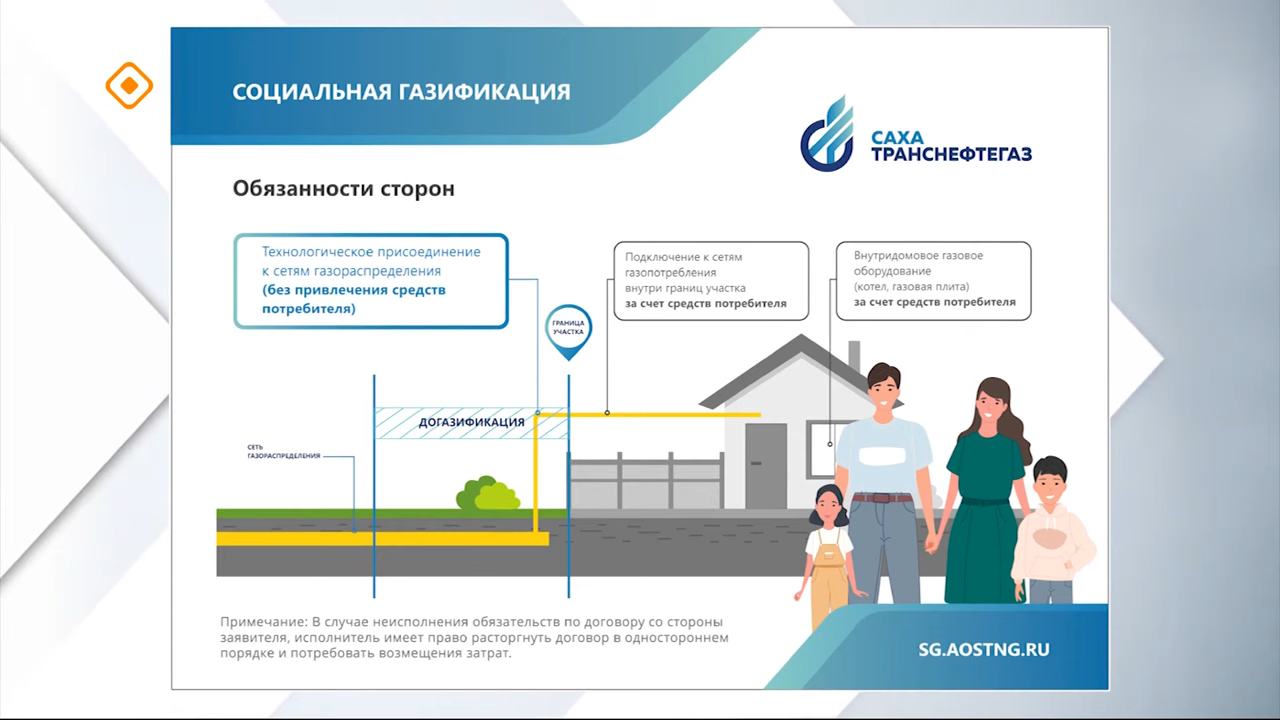 СОЦИАЛЬНАЯ ГАЗИФИКАЦИЯ
САХА
ТРАНСНЕФТЕГАЗ
Обязанности сторон
Технологическое присоединение
к сетям газораспределения
(без привлечения средств
потребителя)
Подключение к сетям
газопотребления
внутри границ участка
за счет средств потребителя
Внутридомовое газовое
оборудование
(котел, газовая плита)
за счет средств потребителя
ГРАНИЦА
УЧАСТКА
ДОГАЗИФИКАЦИЯ
СЕТЬ
ГАЗОРАСПРЕДЕЛЕНИЯ
Примечание: В случае неисполнения обязательств по договору со стороны
заявителя, исполнитель имеет право расторгнуть договор в одностороннем
порядке и потребовать возмещения затрат.
SG.AOSTNG.RU